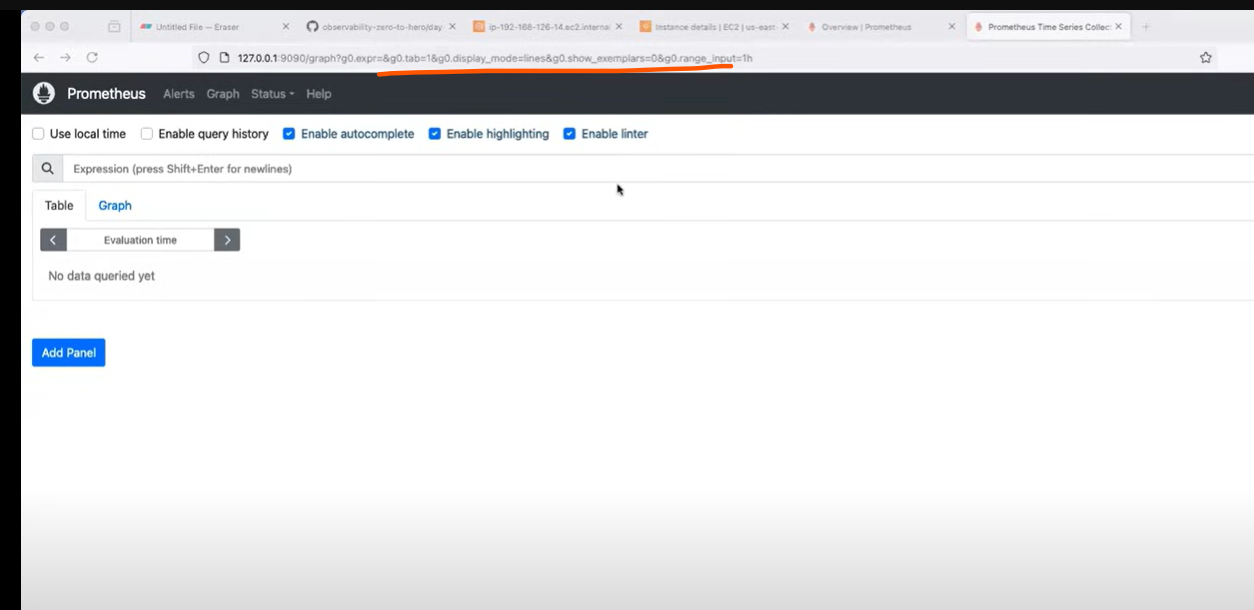 Untitled File — Eraser
observability-zero-to-hero/day-
ip-192-168-126-14.ec2.internal
Instance details | EC2 | us-east-
Overview | Prometheus
Prometheus Time Series Collec
127.0.0.1:9090/graph?g0.expr=&g0.tab=1&g0.display_mode=lines&g0.show_exemplars=0&g0.range_input=1h
Prometheus Alerts Graph Status Help
Use local time Enable query history Enable autocomplete Enable highlighting Enable linter
Expression (press Shift+Enter for newlines)
Table Graph
Evaluation time
No data queried yet
Add Panel